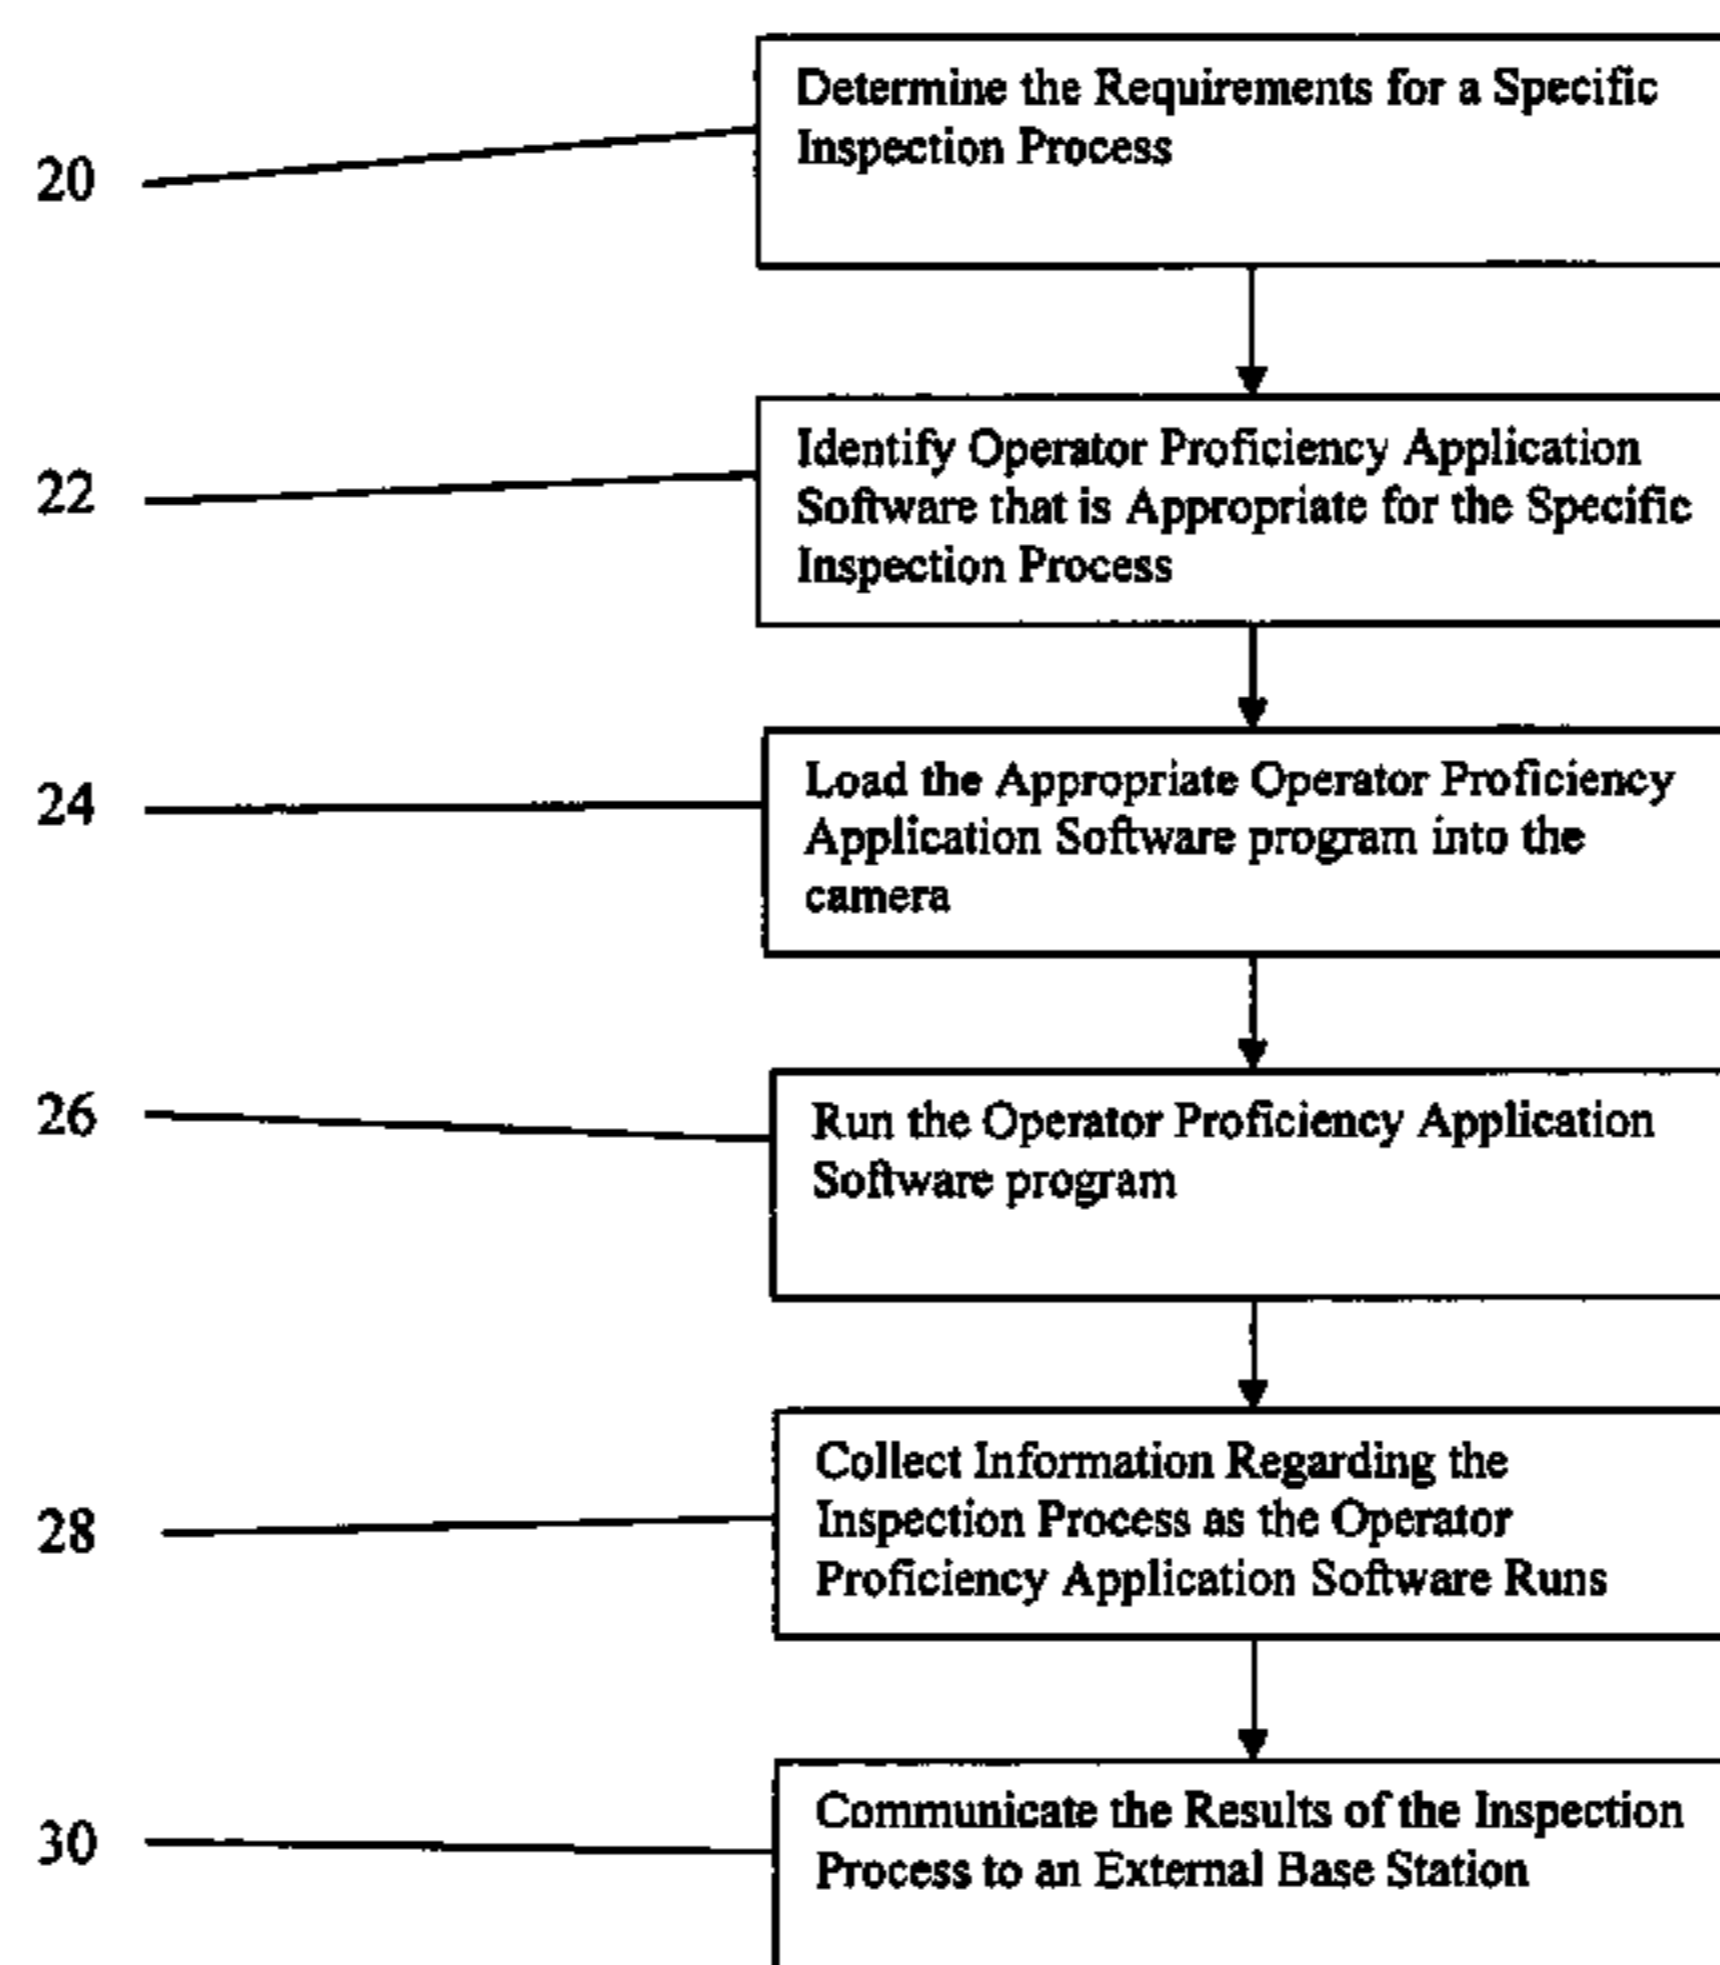 Determine the Requirements for a Specific
Inspection Process
20
Identify Operator Proficiency Application
Software that is Appropriate for the Specific
Inspection Process
22
Load the Appropriate Operator Proficiency
Application Software program into the
camera
24
Run the Operator Proficiency Application
Software program
26
Collect Information Regarding the
Inspection Process as the Operator
Proficiency Application Software Runs
28
Communicate the Results of the Inspection
Process to an External Base Station
30